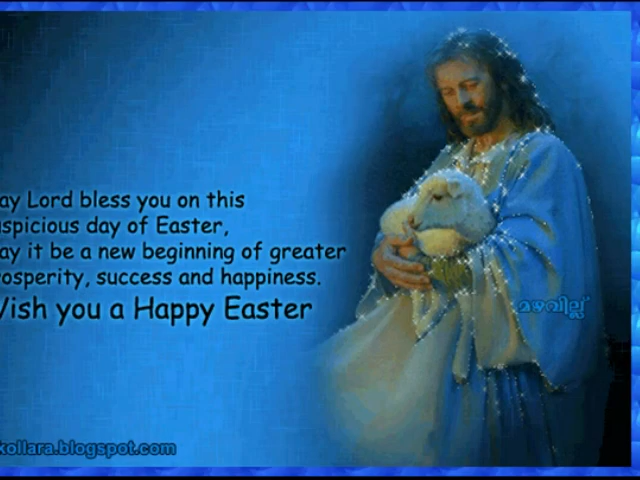 ay Lord bless you on this
uspicious day of Easter,
ay it be a new beginning of greater
rosperity, success and happiness.
Wish you a Happy Easter
മഴവില്ല്
kollara.blogspot.com